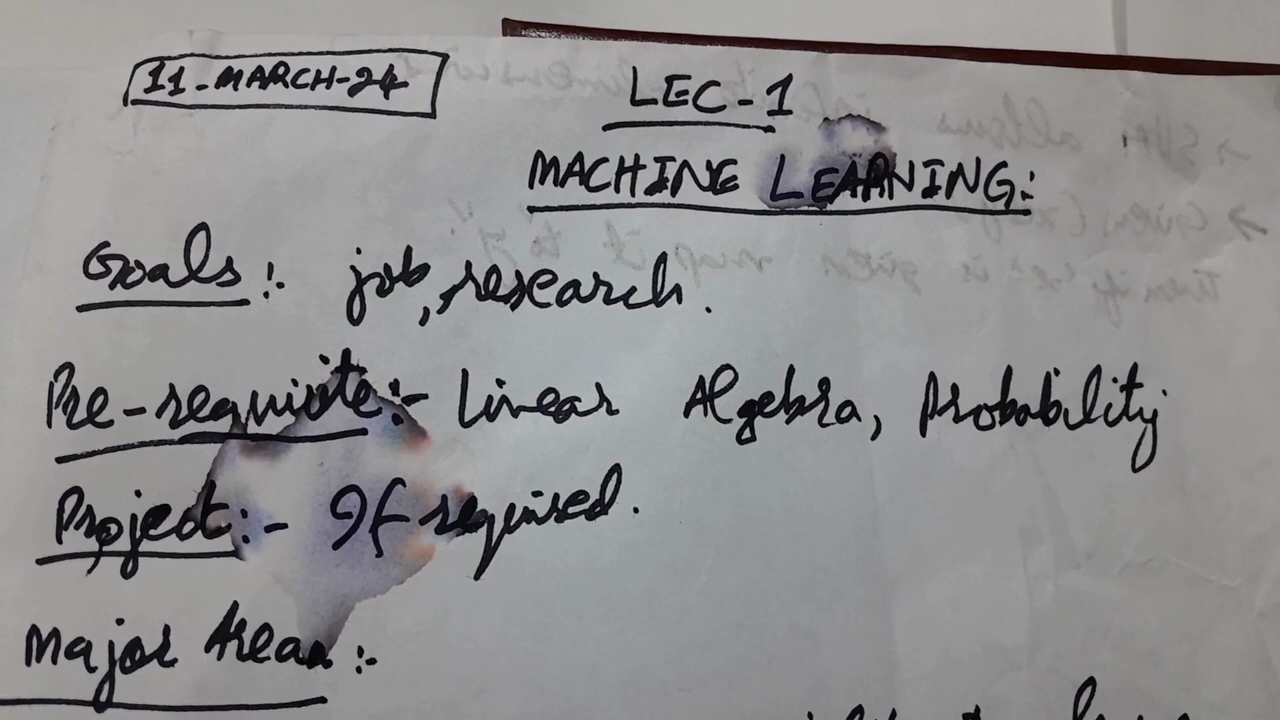 11-MARCH-24
LEC-1
MACHINE LEARNING:
Goals:- job, research.
Pre-requisite:- Linear Algebra, Probability
Project:- If required.
Major Areas:-